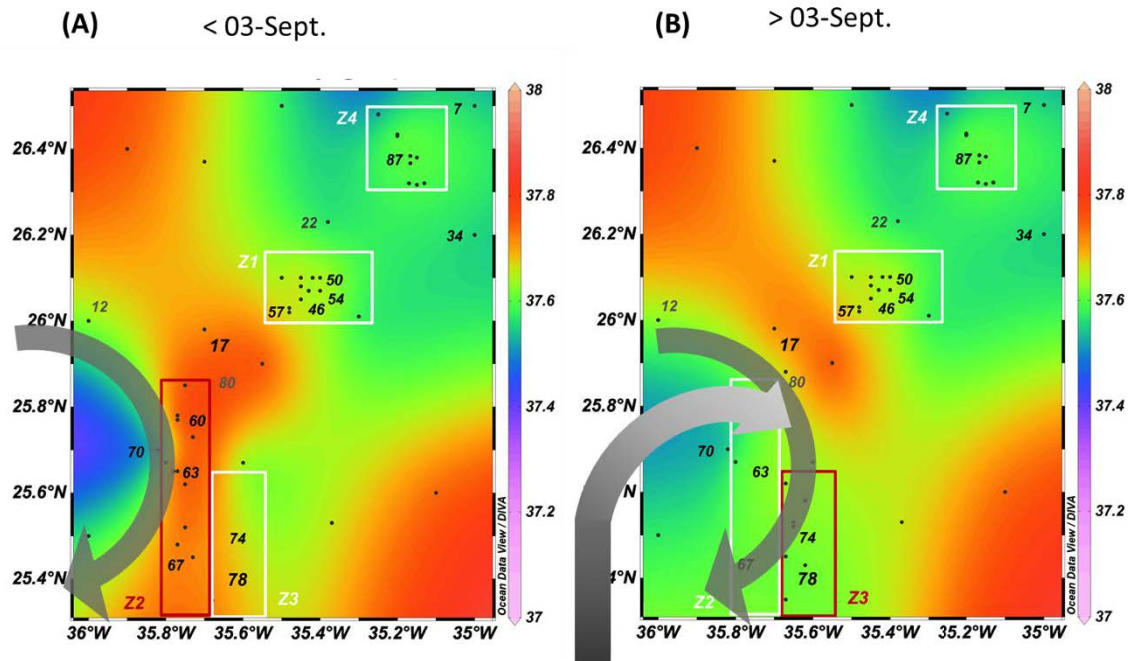 (A)
< 03-Sept.
(B)
> 03-Sept.
38
37.8
37.6
37.4
37.2
37
Ocean Data View / DIVA
26.4°N
26.2°N
26°N
25.8°N
25.6°N
25.4°N
36°W
35.8°W
35.6°W
35.4°W
35.2°W
35°W
Z4
7
87
22
34
Z1
50
54
57
46
12
17
80
60
70
63
67
74
78
Z2
Z3
38
37.8
37.6
37.4
37.2
37
Ocean Data View / DIVA
26.4°N
26.2°N
26°N
25.8°N
°N
4°N
36°W
35.8°W
35.6°W
35.4°W
35.2°W
35°W
Z4
7
87
22
34
Z1
50
54
57
46
12
17
80
70
63
67
74
78
Z2
Z3